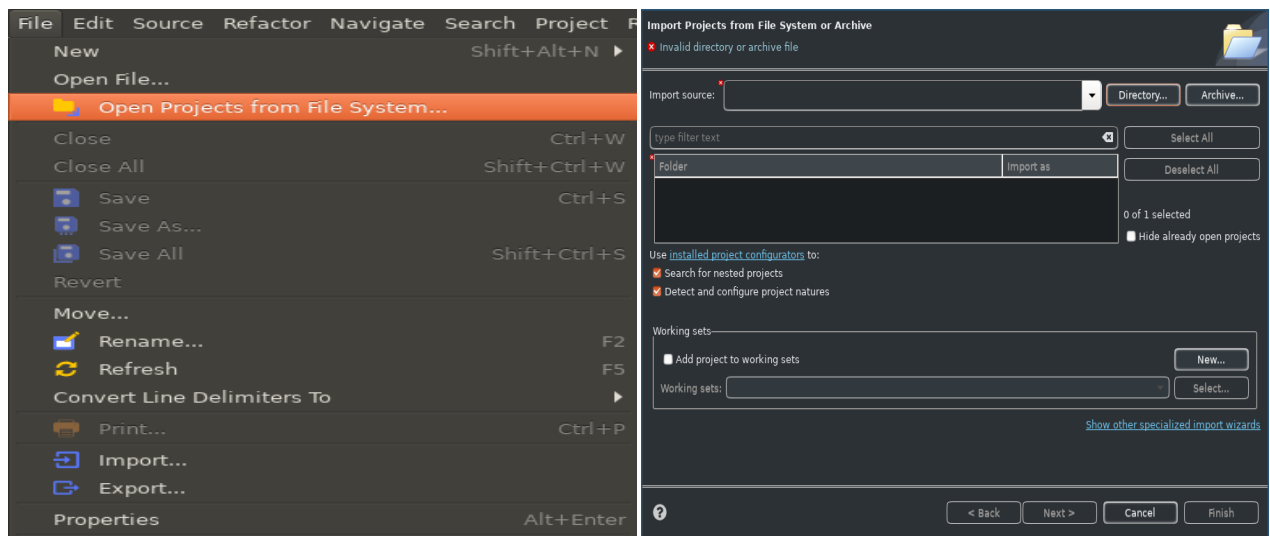 File Edit Source Refactor Navigate Search Project
New Shift+Alt+N
Open File...
Open Projects from File System...
Close Ctrl+W
Close All Shift+Ctrl+W
Save Ctrl+S
Save As...
Save All Shift+Ctrl+S
Revert
Move...
Rename... F2
Refresh F5
Convert Line Delimiters To
Print... Ctrl+P
Import...
Export...
Properties Alt+Enter
Import Projects from File System or Archive
Invalid directory or archive file
Import source: Directory... Archive...
type filter text Select All
Folder Import as Deselect All
0 of 1 selected
Hide already open projects
Use installed project configurators to:
Search for nested projects
Detect and configure project natures
Working sets
Add project to working sets New...
Working sets: Select...
Show other specialized import wizards
? < Back Next > Cancel Finish